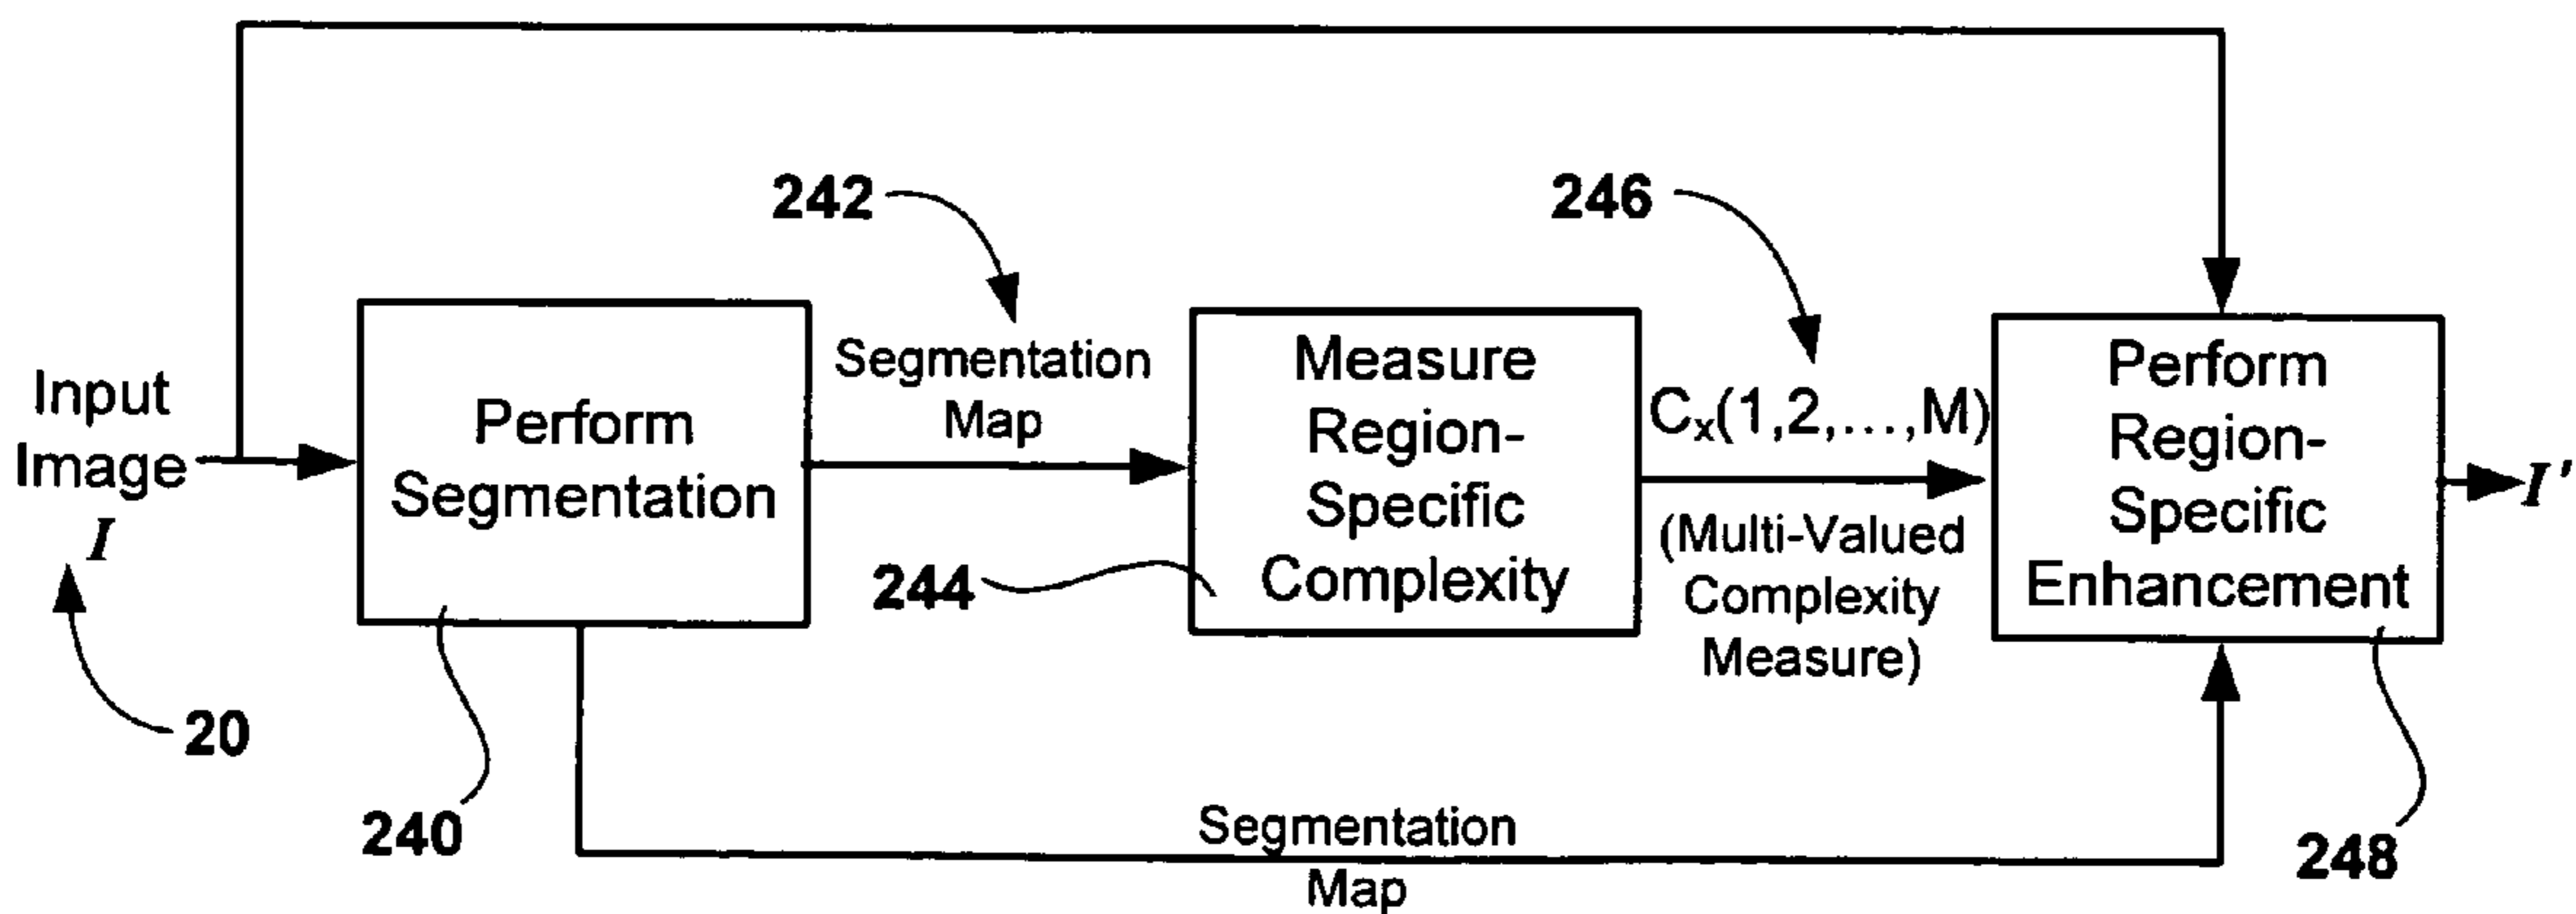 242
246
Input
Image
I
20
Perform
Segmentation
240
Segmentation
Map
Measure
Region-
Specific
Complexity
244
Cₓ(1,2,...,M)
(Multi-Valued
Complexity
Measure)
Perform
Region-
Specific
Enhancement
I'
248
Segmentation
Map